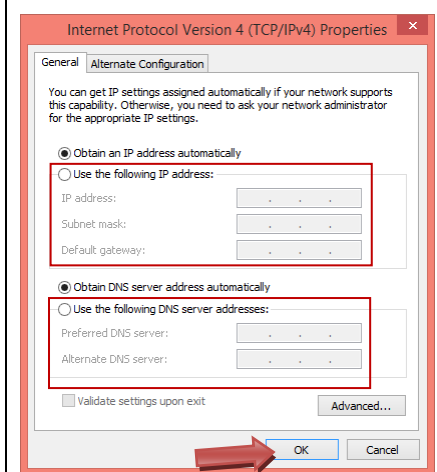 Internet Protocol Version 4 (TCP/IPv4) Properties
General
Alternate Configuration
You can get IP settings assigned automatically if your network supports
this capability. Otherwise, you need to ask your network administrator
for the appropriate IP settings.
Obtain an IP address automatically
Use the following IP address:
IP address:
Subnet mask:
Default gateway:
Obtain DNS server address automatically
Use the following DNS server addresses:
Preferred DNS server:
Alternate DNS server:
Validate settings upon exit
Advanced...
OK
Cancel